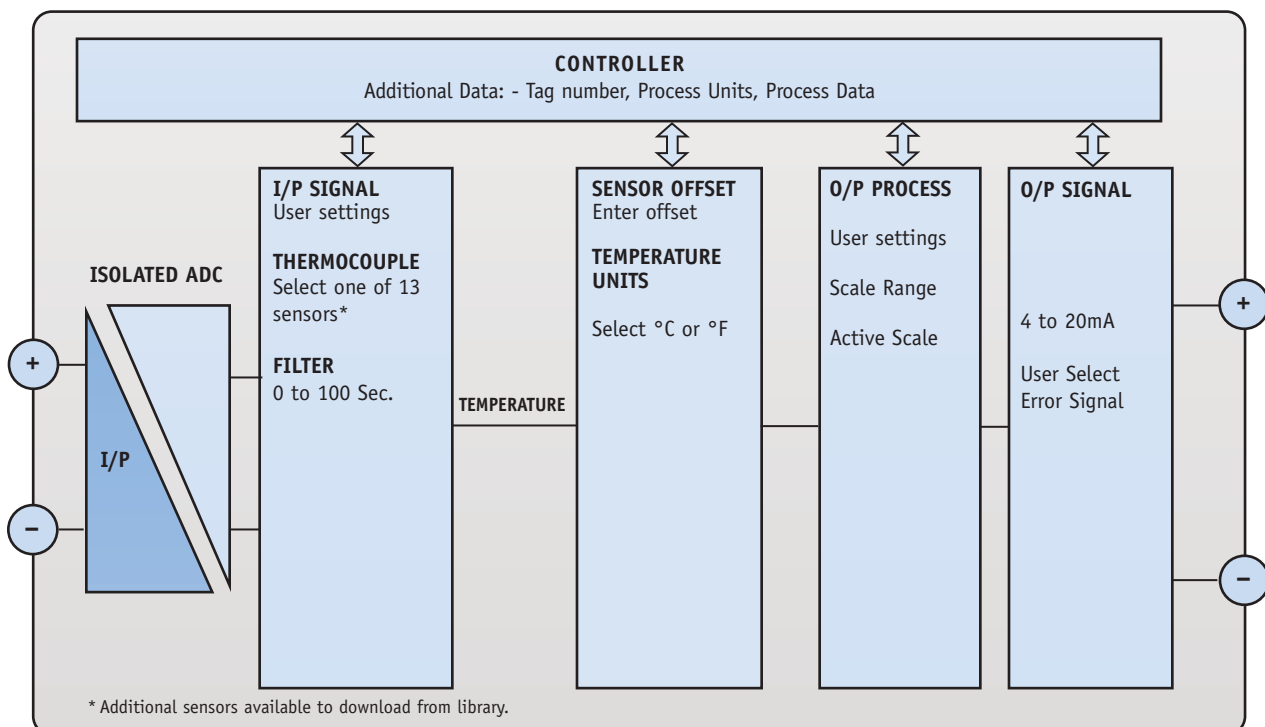 CONTROLLER
Additional Data: - Tag number, Process Units, Process Data
ISOLATED ADC
+
−
I/P
I/P SIGNAL
User settings
THERMOCOUPLE
Select one of 13
sensors*
FILTER
0 to 100 Sec.
TEMPERATURE
SENSOR OFFSET
Enter offset
TEMPERATURE
UNITS
Select °C or °F
O/P PROCESS
User settings
Scale Range
Active Scale
O/P SIGNAL
4 to 20mA
User Select
Error Signal
+
−
* Additional sensors available to download from library.